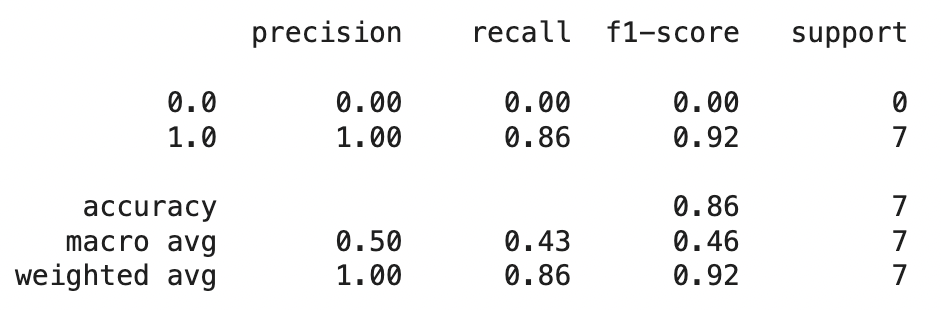 precision recall f1-score support
0.0 0.00 0.00 0.00 0
1.0 1.00 0.86 0.92 7
accuracy 0.86 7
macro avg 0.50 0.43 0.46 7
weighted avg 1.00 0.86 0.92 7